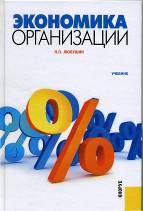 ЭКОНОМИКА
ОРГАНИЗАЦИИ
Н.П. ЛЮБУШИН
УЧЕБНИК
%
%
%
КНОРУС